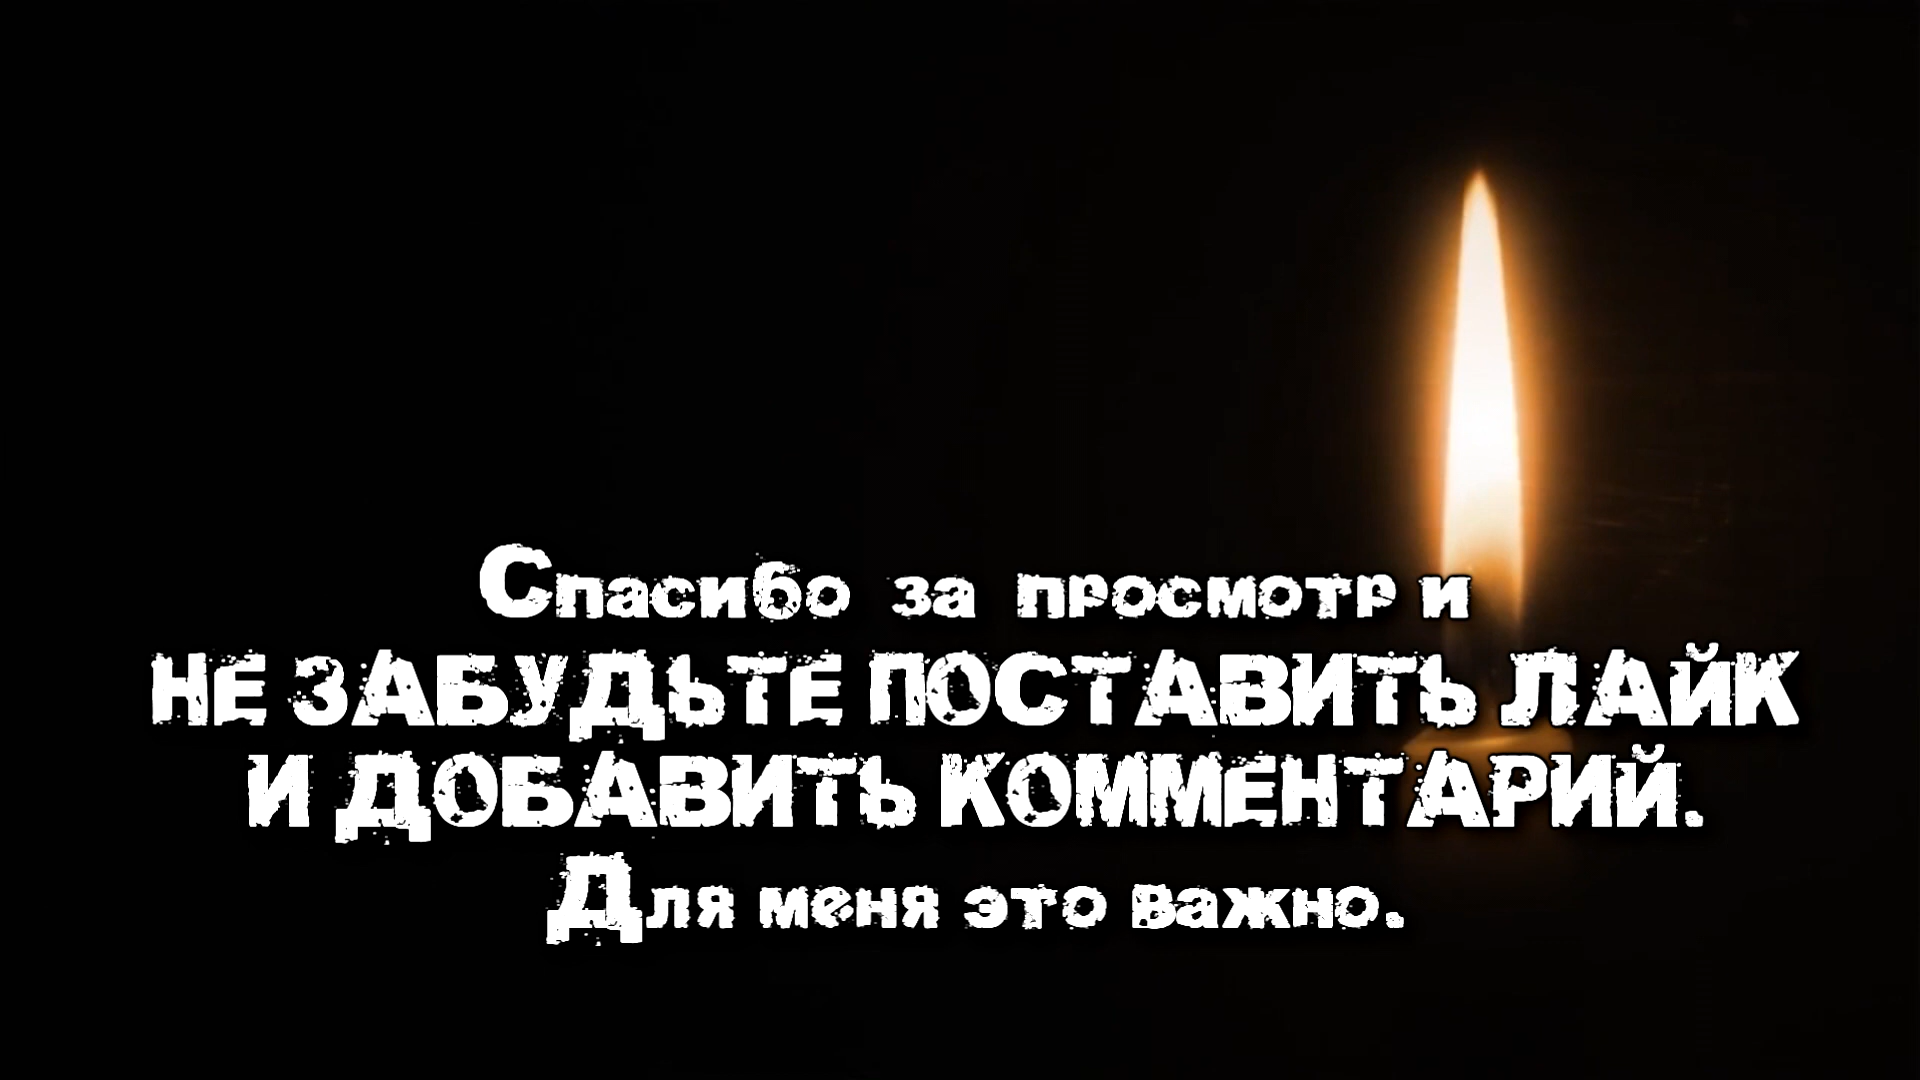 Спасибо за просмотр и
НЕ ЗАБУДЬТЕ ПОСТАВИТЬ ЛАЙК
И ДОБАВИТЬ КОММЕНТАРИЙ.
Для меня это важно.